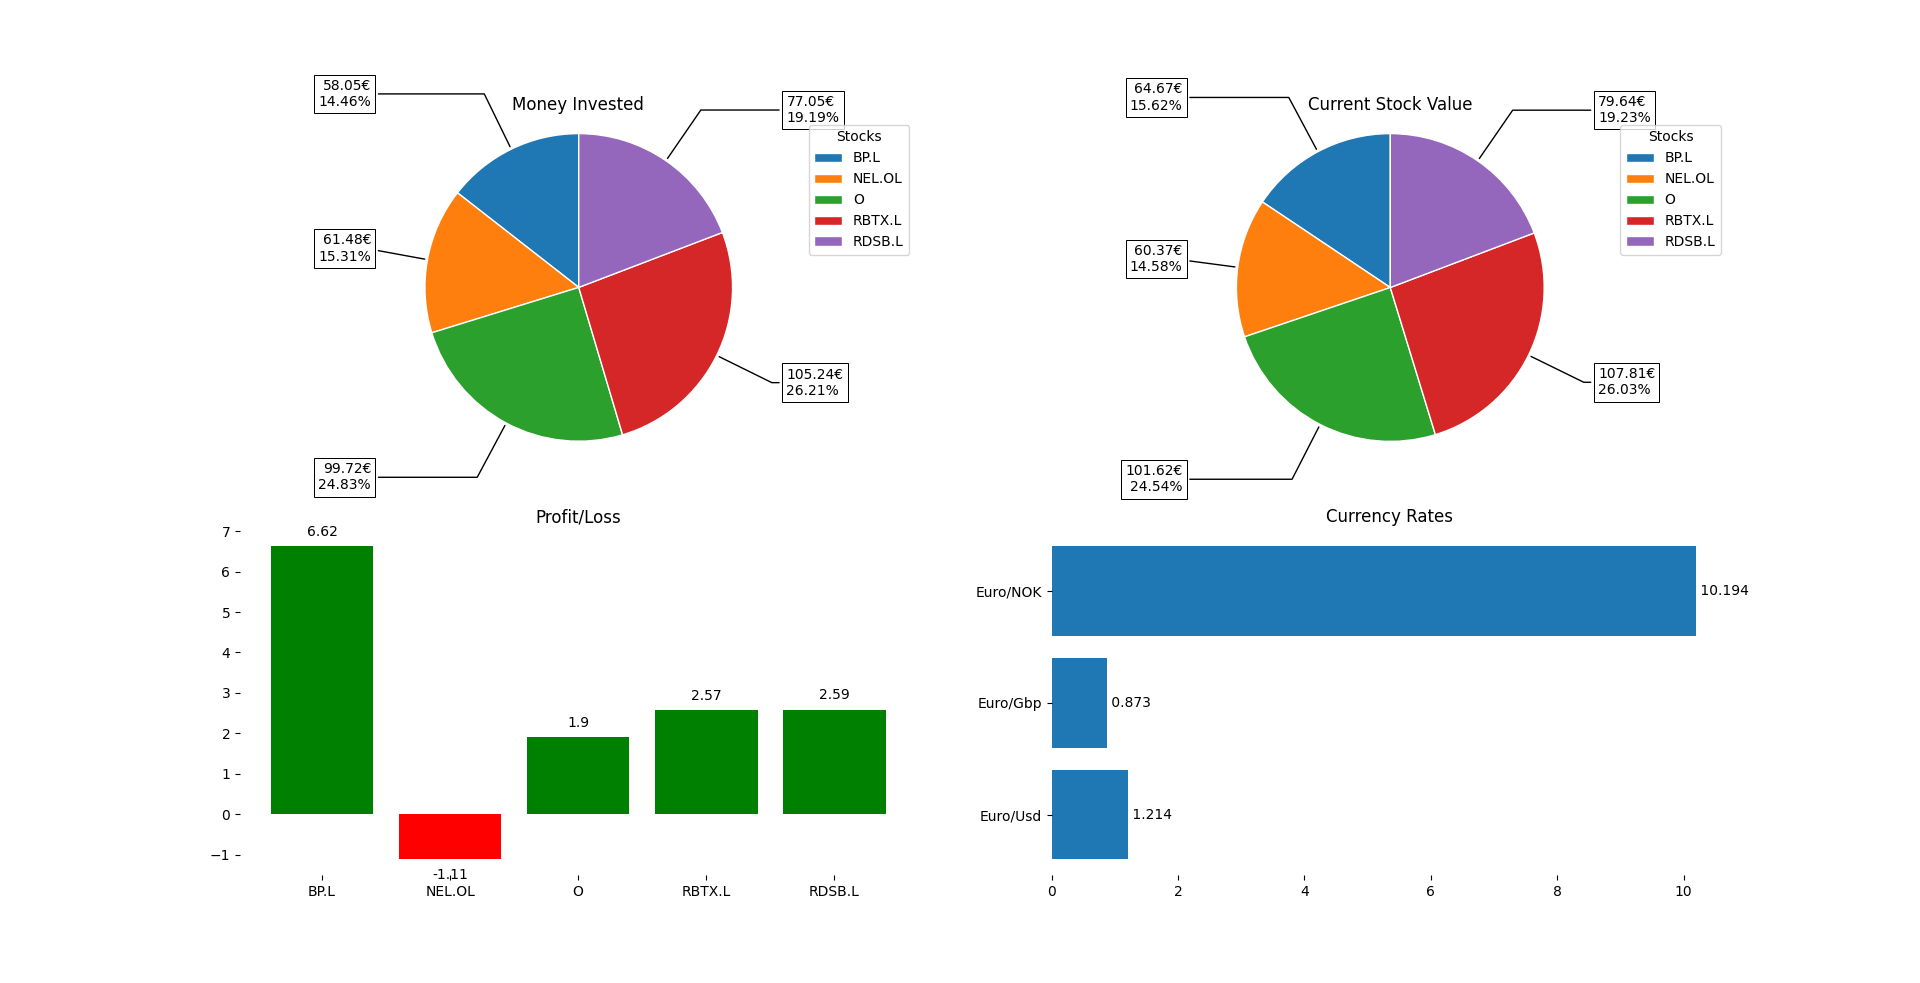 Money Invested
58.05€
14.46%
77.05€
19.19%
61.48€
15.31%
105.24€
26.21%
99.72€
24.83%
Stocks
BP.L
NEL.OL
O
RBTX.L
RDSB.L
Current Stock Value
64.67€
15.62%
79.64€
19.23%
60.37€
14.58%
107.81€
26.03%
101.62€
24.54%
Stocks
BP.L
NEL.OL
O
RBTX.L
RDSB.L
Profit/Loss
7
6
5
4
3
2
1
0
−1
6.62
-1.11
1.9
2.57
2.59
BP.L
NEL.OL
O
RBTX.L
RDSB.L
Currency Rates
Euro/NOK
10.194
Euro/Gbp
0.873
Euro/Usd
1.214
0
2
4
6
8
10